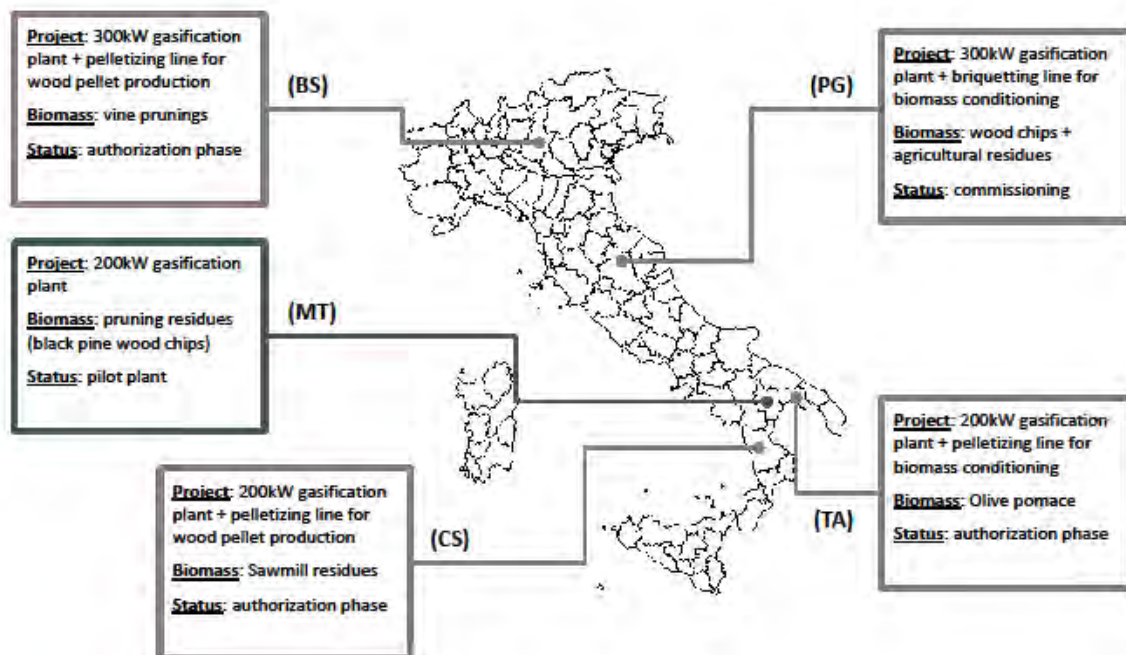 Project: 300kW gasification
plant + pelletizing line for
wood pellet production
Biomass: vine prunings
Status: authorization phase
(BS)
(PG)
Project: 300kW gasification
plant + briquetting line for
biomass conditioning
Biomass: wood chips +
agricultural residues
Status: commissioning
Project: 200kW gasification
plant
Biomass: pruning residues
(black pine wood chips)
Status: pilot plant
(MT)
Project: 200kW gasification
plant + pelletizing line for
wood pellet production
Biomass: Sawmill residues
Status: authorization phase
(CS)
(TA)
Project: 200kW gasification
plant + pelletizing line for
biomass conditioning
Biomass: Olive pomace
Status: authorization phase